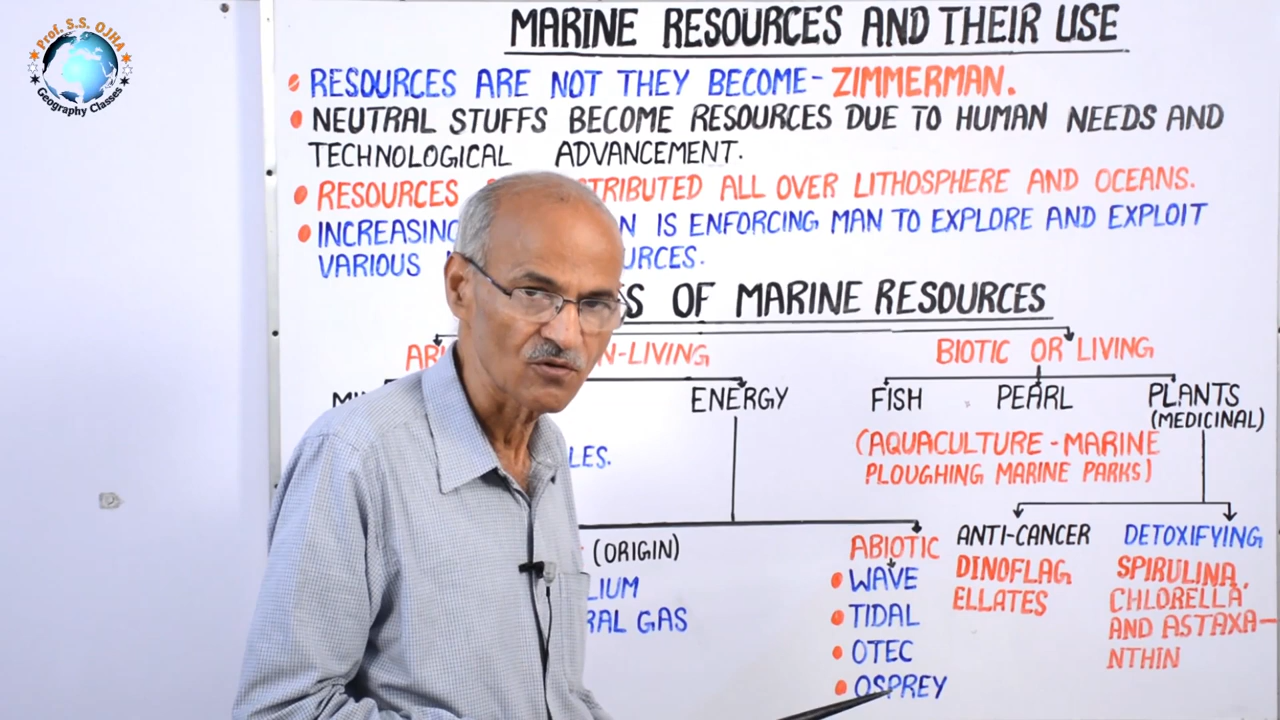 Prof. S.S. OJHA
Geography Classes
MARINE RESOURCES AND THEIR USE
RESOURCES ARE NOT THEY BECOME - ZIMMERMAN.
NEUTRAL STUFFS BECOME RESOURCES DUE TO HUMAN NEEDS AND
TECHNOLOGICAL ADVANCEMENT.
RESOURCES ALL OVER LITHOSPHERE AND OCEANS.
INCREASING IS ENFORCING MAN TO EXPLORE AND EXPLOIT
VARIOUS
OF MARINE RESOURCES
N-LIVING BIOTIC OR LIVING
ENERGY FISH PEARL PLANTS
(MEDICINAL)
(AQUACULTURE - MARINE
PLOUGHING MARINE PARKS)
LES.
(ORIGIN) ABIOTIC ANTI-CANCER DETOXIFYING
LIUM WAVE DINOFLAG SPIRULINA,
RAL GAS TIDAL ELLATES CHLORELLA
AND ASTAXA-
OTEC NTHIN
OSPREY